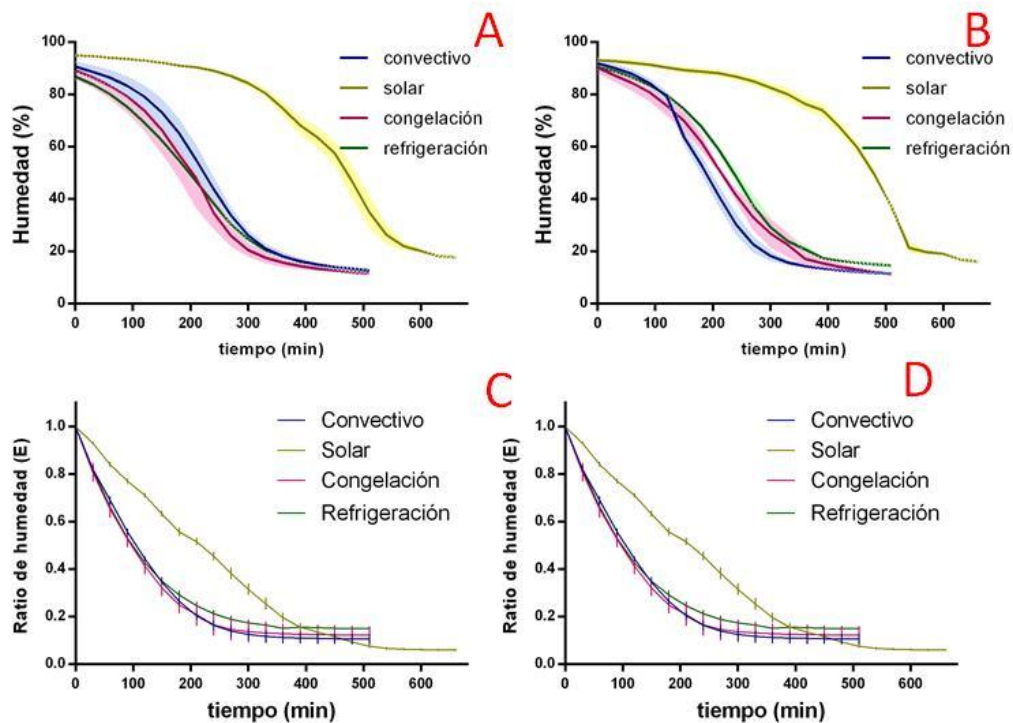 A
100
80
60
40
20
0
Humedad (%)
convectivo
solar
congelación
refrigeración
0 100 200 300 400 500 600
tiempo (min)
B
100
80
60
40
20
0
Humedad (%)
convectivo
solar
congelación
refrigeración
0 100 200 300 400 500 600
tiempo (min)
C
1.0
0.8
0.6
0.4
0.2
0.0
Ratio de humedad (E)
Convectivo
Solar
Congelación
Refrigeración
0 100 200 300 400 500 600
tiempo (min)
D
1.0
0.8
0.6
0.4
0.2
0.0
Ratio de humedad (E)
Convectivo
Solar
Congelación
Refrigeración
0 100 200 300 400 500 600
tiempo (min)